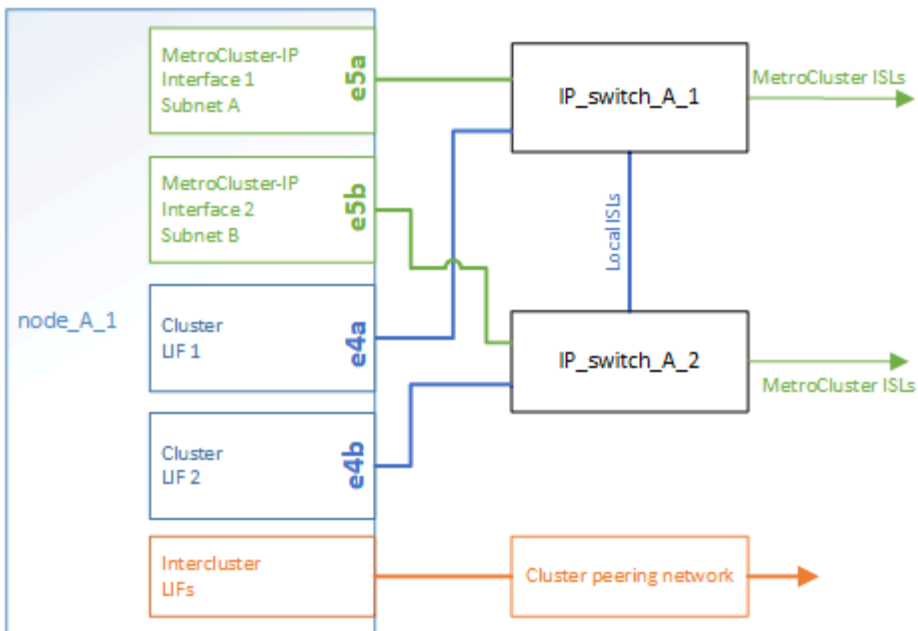 MetroCluster-IP
Interface 1
Subnet A
e5a
IP_switch_A_1
MetroCluster ISLs
MetroCluster-IP
Interface 2
Subnet B
e5b
Local ISLs
node_A_1
Cluster
LIF 1
e4a
IP_switch_A_2
MetroCluster ISLs
Cluster
LIF 2
e4b
Intercluster
LIFs
Cluster peering network